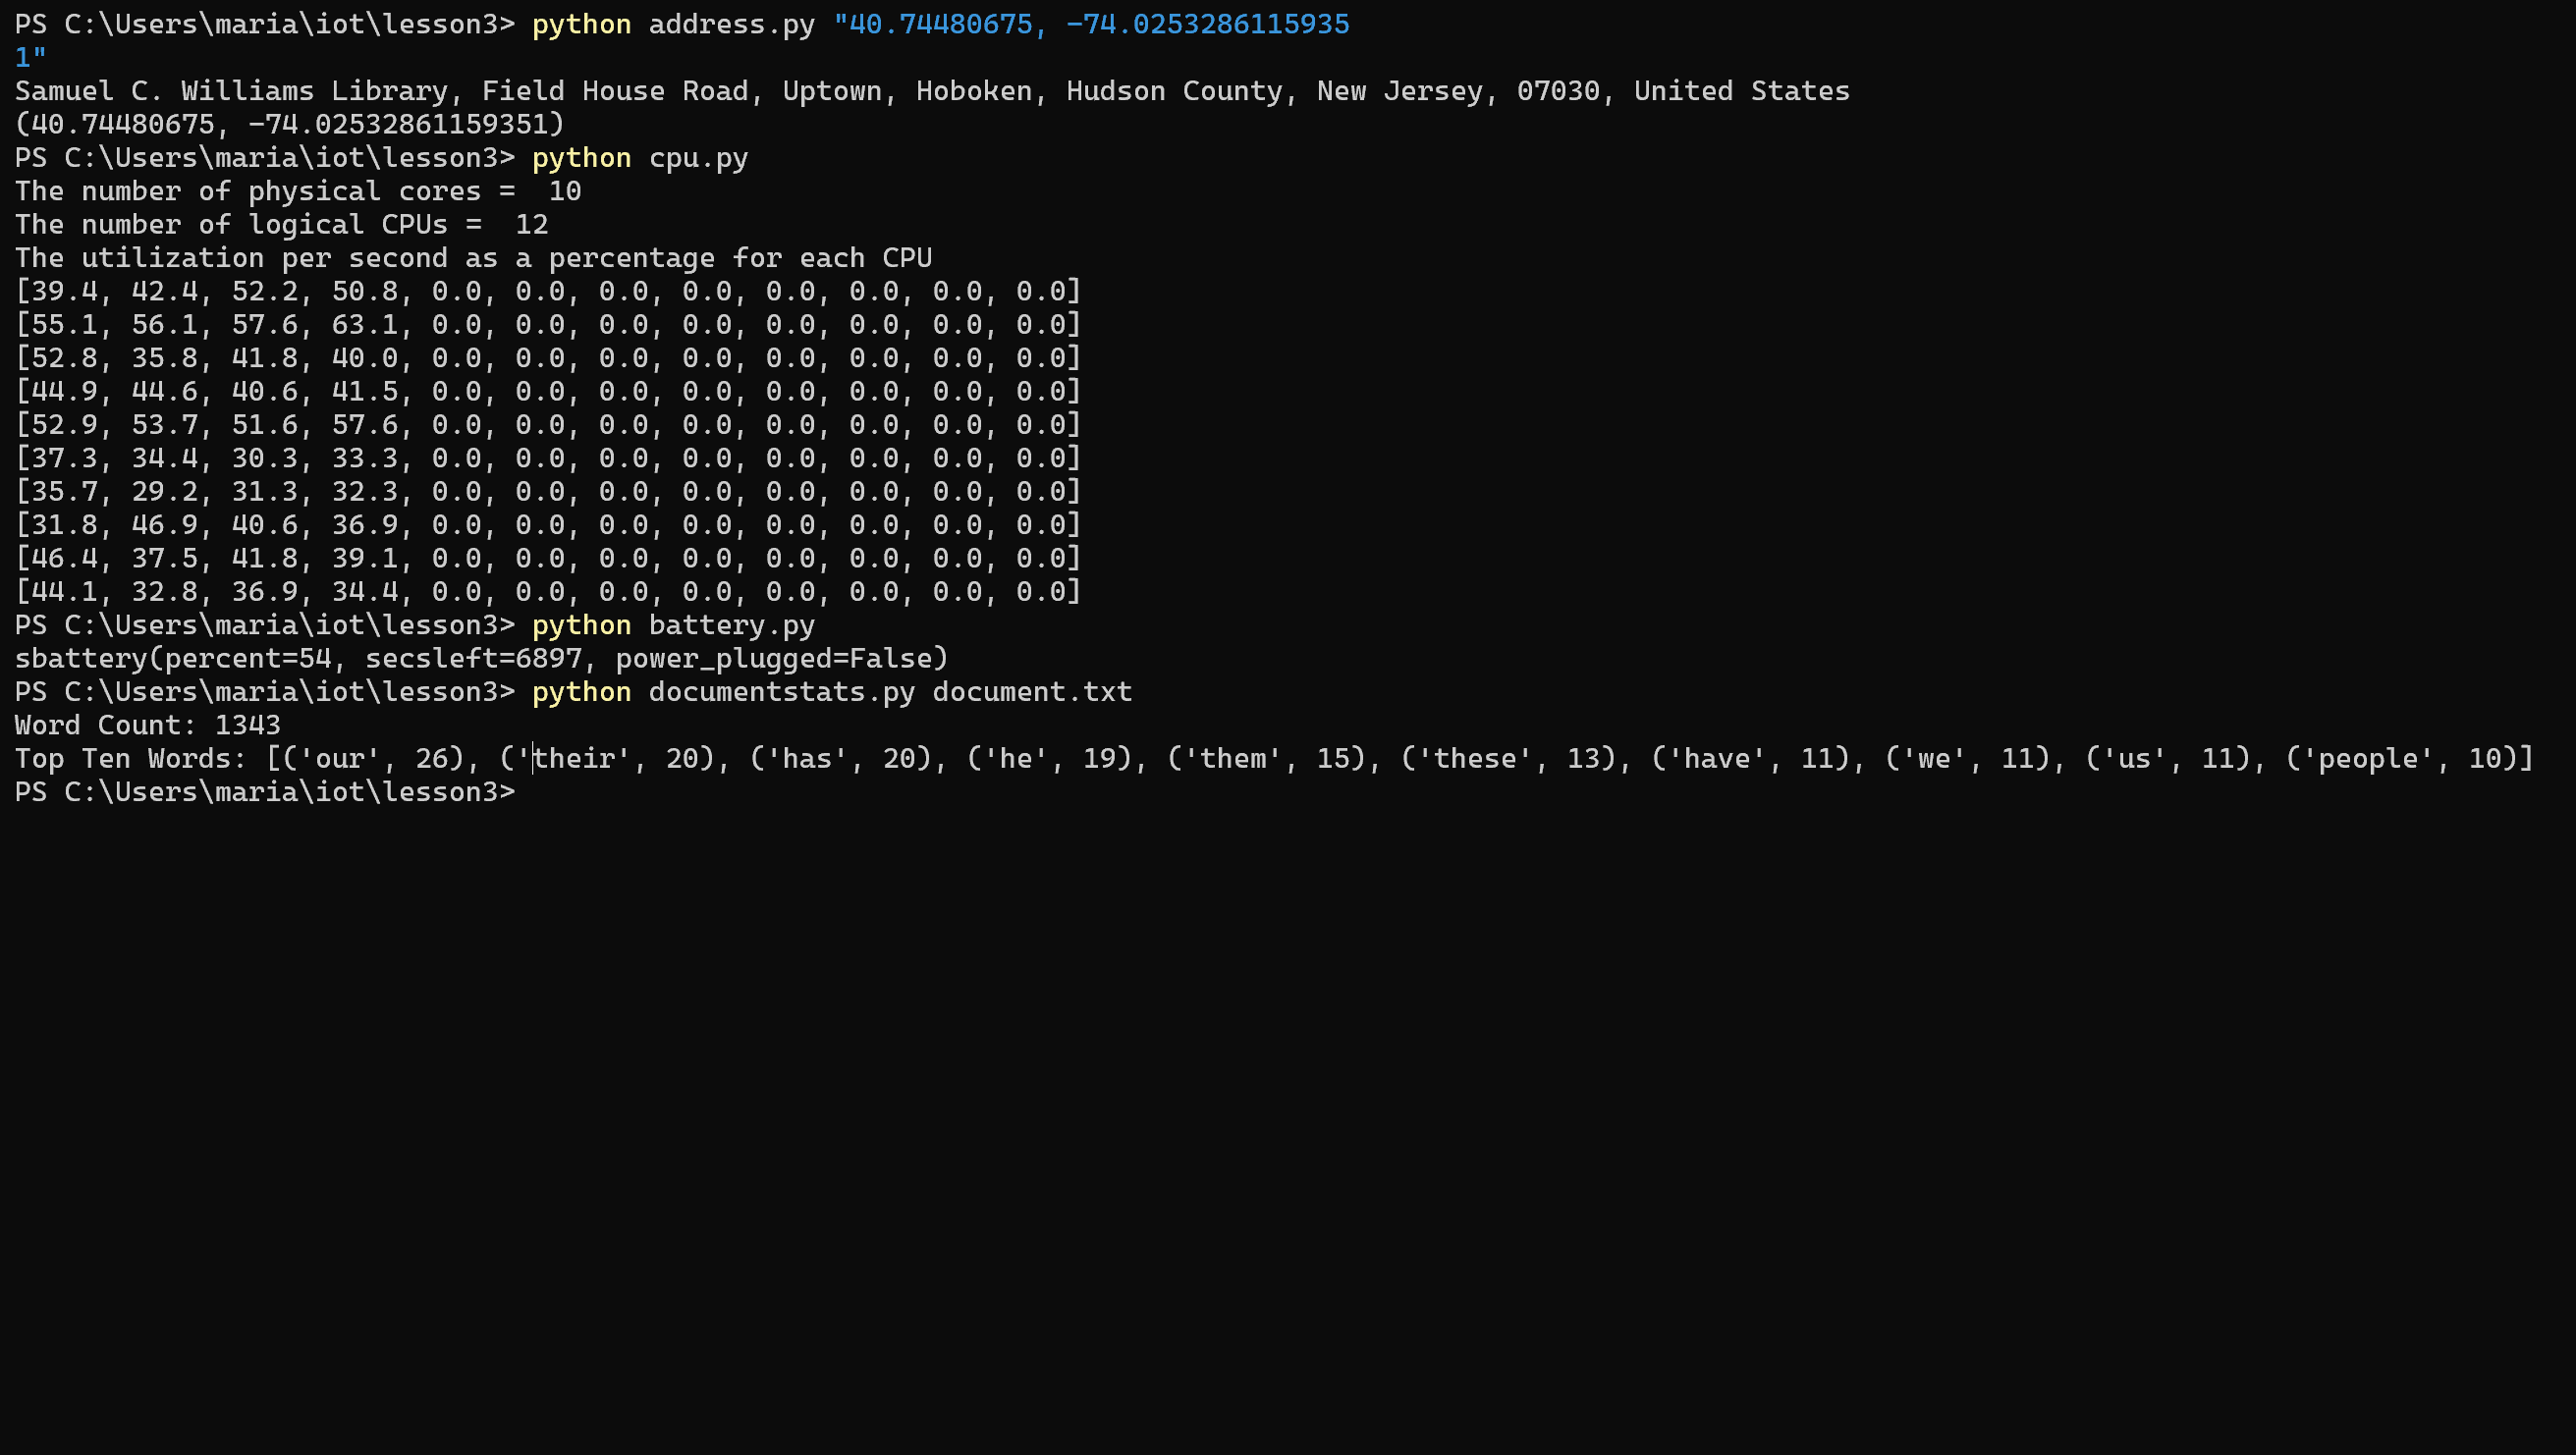 PS C:\Users\maria\iot\lesson3> python address.py "40.74480675, -74.0253286115935
1"
Samuel C. Williams Library, Field House Road, Uptown, Hoboken, Hudson County, New Jersey, 07030, United States
(40.74480675, -74.02532861159351)
PS C:\Users\maria\iot\lesson3> python cpu.py
The number of physical cores =  10
The number of logical CPUs =  12
The utilization per second as a percentage for each CPU
[39.4, 42.4, 52.2, 50.8, 0.0, 0.0, 0.0, 0.0, 0.0, 0.0, 0.0, 0.0]
[55.1, 56.1, 57.6, 63.1, 0.0, 0.0, 0.0, 0.0, 0.0, 0.0, 0.0, 0.0]
[52.8, 35.8, 41.8, 40.0, 0.0, 0.0, 0.0, 0.0, 0.0, 0.0, 0.0, 0.0]
[44.9, 44.6, 40.6, 41.5, 0.0, 0.0, 0.0, 0.0, 0.0, 0.0, 0.0, 0.0]
[52.9, 53.7, 51.6, 57.6, 0.0, 0.0, 0.0, 0.0, 0.0, 0.0, 0.0, 0.0]
[37.3, 34.4, 30.3, 33.3, 0.0, 0.0, 0.0, 0.0, 0.0, 0.0, 0.0, 0.0]
[35.7, 29.2, 31.3, 32.3, 0.0, 0.0, 0.0, 0.0, 0.0, 0.0, 0.0, 0.0]
[31.8, 46.9, 40.6, 36.9, 0.0, 0.0, 0.0, 0.0, 0.0, 0.0, 0.0, 0.0]
[46.4, 37.5, 41.8, 39.1, 0.0, 0.0, 0.0, 0.0, 0.0, 0.0, 0.0, 0.0]
[44.1, 32.8, 36.9, 34.4, 0.0, 0.0, 0.0, 0.0, 0.0, 0.0, 0.0, 0.0]
PS C:\Users\maria\iot\lesson3> python battery.py
sbattery(percent=54, secsleft=6897, power_plugged=False)
PS C:\Users\maria\iot\lesson3> python documentstats.py document.txt
Word Count: 1343
Top Ten Words: [('our', 26), ('their', 20), ('has', 20), ('he', 19), ('them', 15), ('these', 13), ('have', 11), ('we', 11), ('us', 11), ('people', 10)]
PS C:\Users\maria\iot\lesson3>